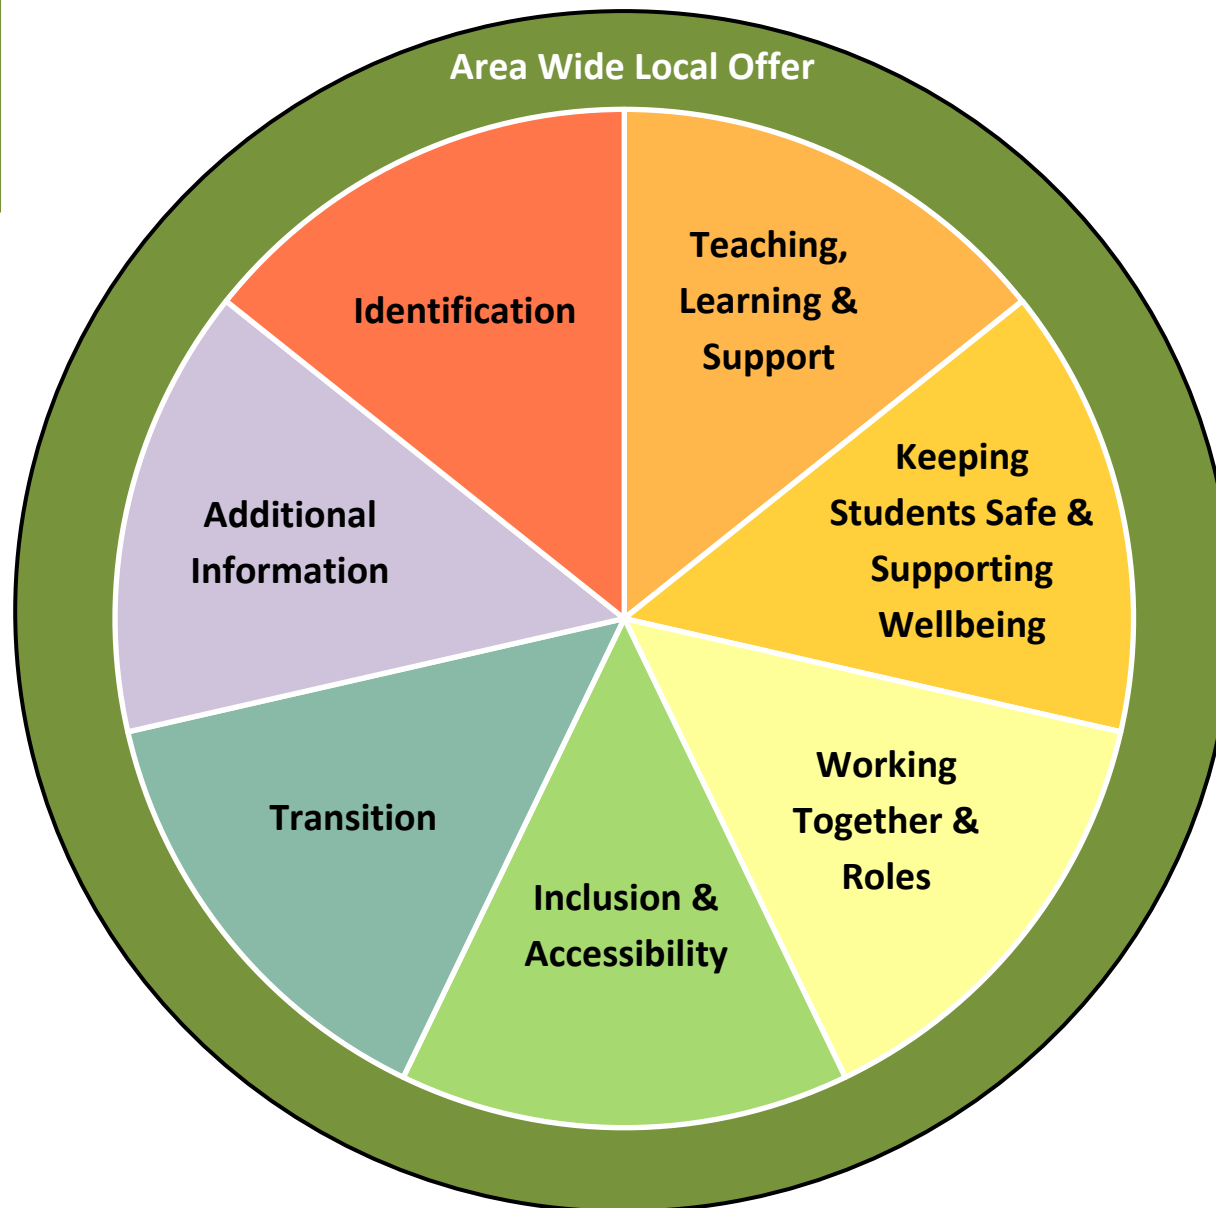 Area Wide Local Offer
Identification
Teaching,
Learning &
Support
Keeping
Students Safe &
Supporting
Wellbeing
Working
Together &
Roles
Inclusion &
Accessibility
Transition
Additional
Information